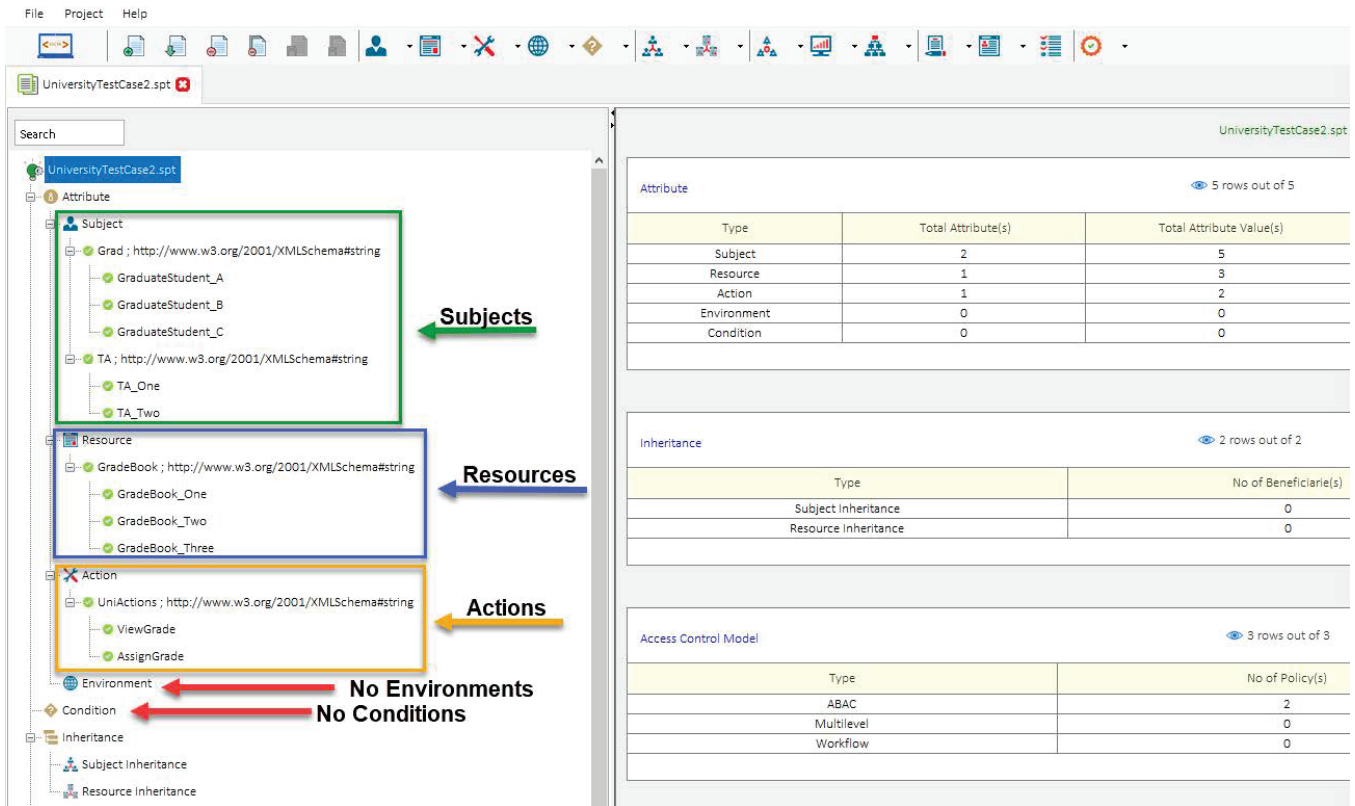 File Project Help
UniversityTestCase2.spt
Search
UniversityTestCase2.spt
Attribute
Subject
Grad ; http://www.w3.org/2001/XMLSchema#string
GraduateStudent_A
GraduateStudent_B
GraduateStudent_C
TA ; http://www.w3.org/2001/XMLSchema#string
TA_One
TA_Two
Subjects
Resource
GradeBook ; http://www.w3.org/2001/XMLSchema#string
GradeBook_One
GradeBook_Two
GradeBook_Three
Resources
Action
UniActions ; http://www.w3.org/2001/XMLSchema#string
ViewGrade
AssignGrade
Actions
Environment
No Environments
Condition
No Conditions
Inheritance
Subject Inheritance
Resource Inheritance
UniversityTestCase2.spt
Attribute 5 rows out of 5
Type Total Attribute(s) Total Attribute Value(s)
Subject 2 5
Resource 1 3
Action 1 2
Environment 0 0
Condition 0 0
Inheritance 2 rows out of 2
Type No of Beneficiarie(s)
Subject Inheritance 0
Resource Inheritance 0
Access Control Model 3 rows out of 3
Type No of Policy(s)
ABAC 2
Multilevel 0
Workflow 0